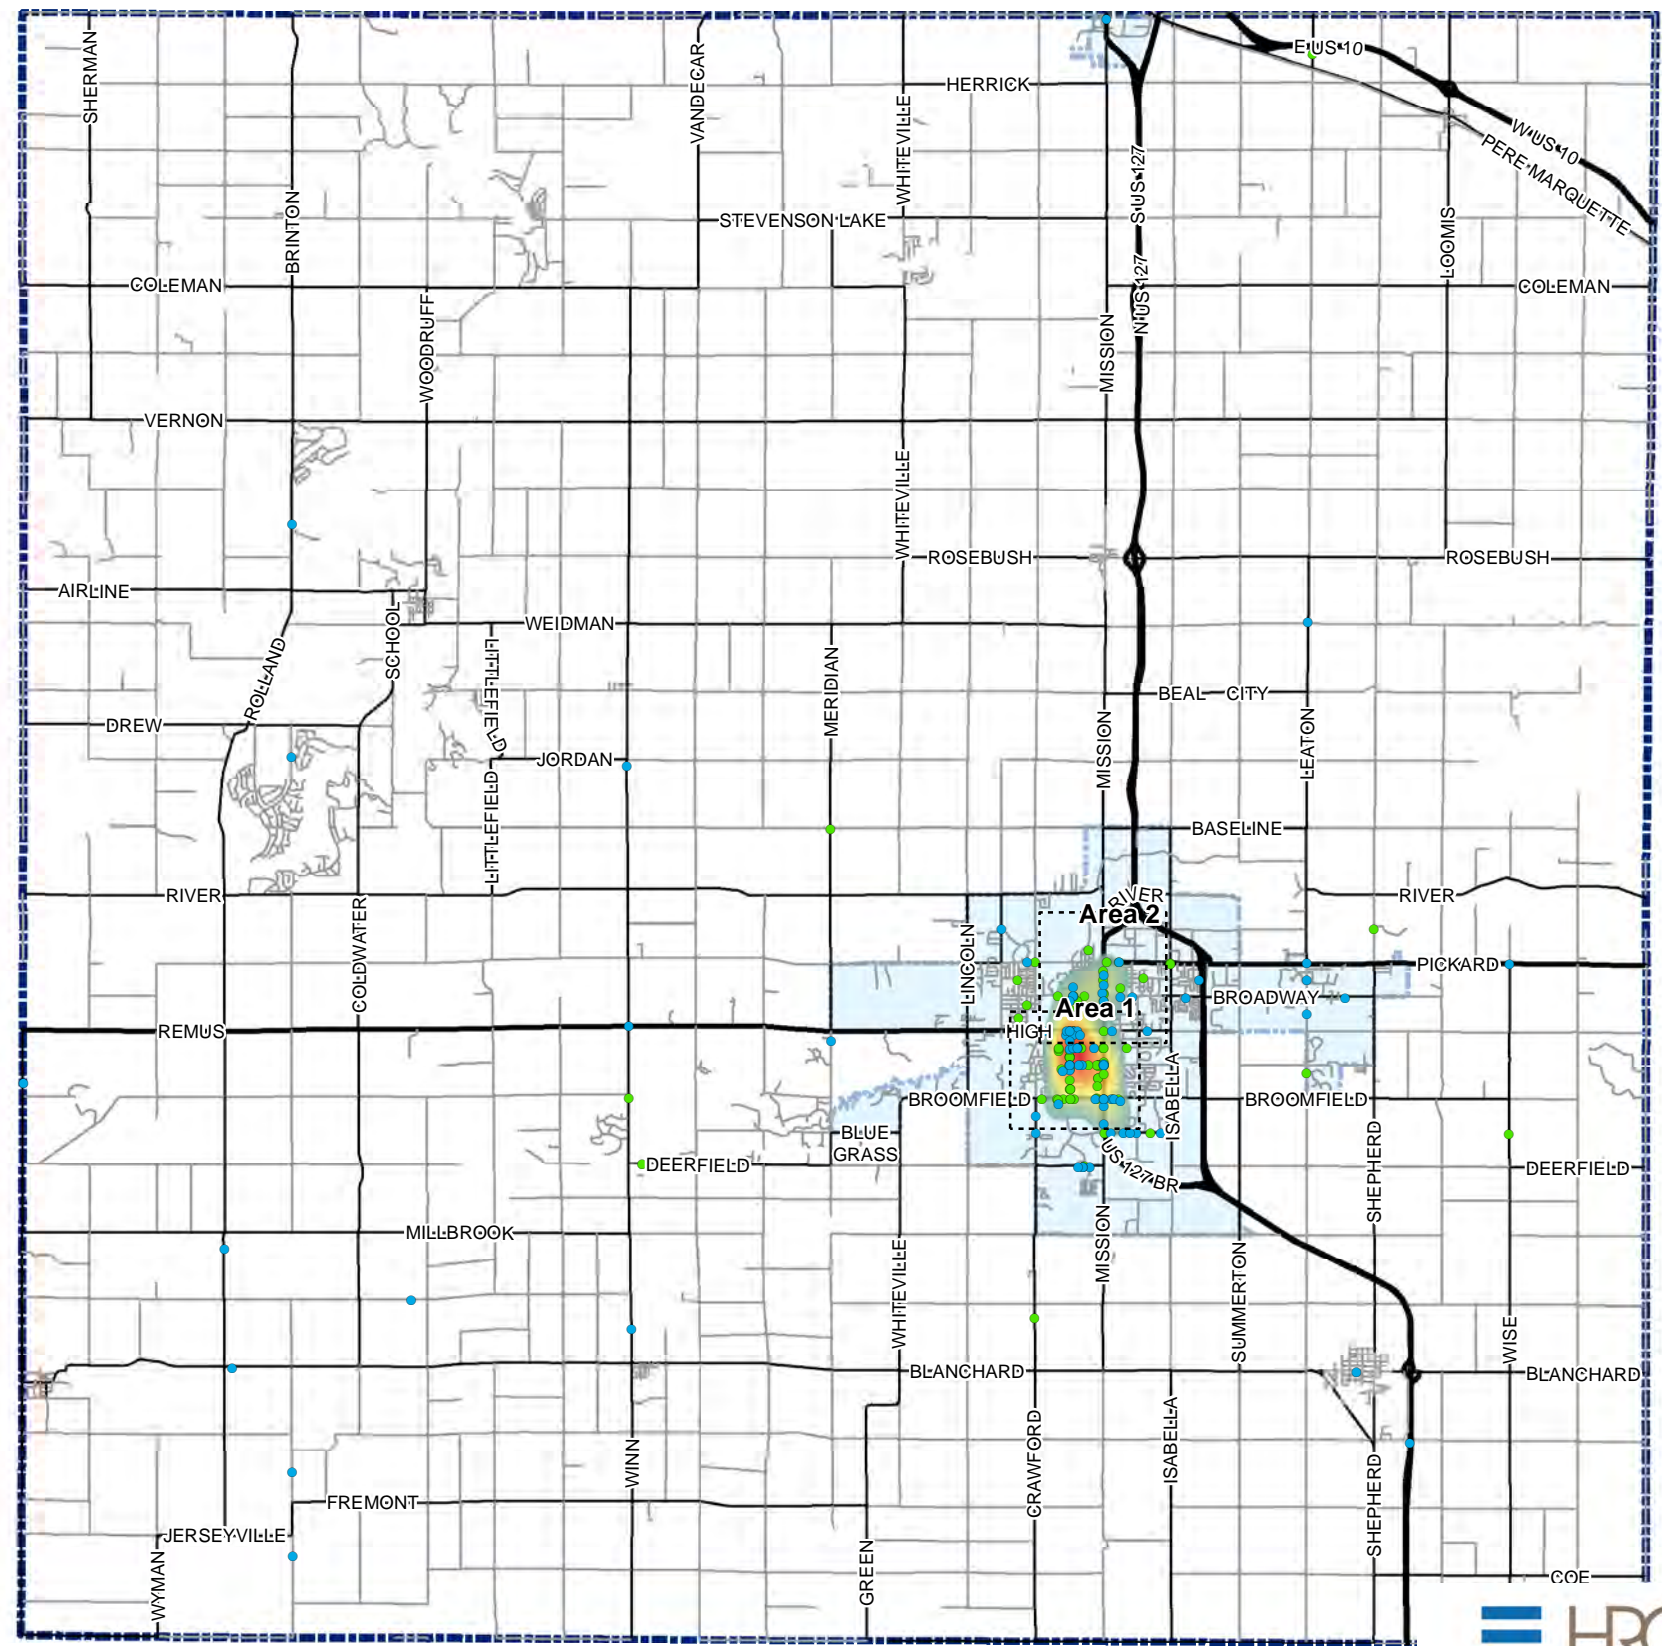 SHERMAN
VANDECAR
E US 10
HERRICK
WHITEVILLE
W US 10
PERE MARQUETTE
S US 127
BRINTON
STEVENSON LAKE
LOOMIS
COLEMAN
N US 127
COLEMAN
WOODRUFF
MISSION
VERNON
WHITEVILLE
ROSEBUSH
ROSEBUSH
AIRLINE
SCHOOL
WEIDMAN
ROLLAND
LITTLEFIELD
MERIDIAN
BEAL CITY
DREW
MISSION
LEATON
JORDAN
LITTLEFIELD
BASELINE
RIVER
RIVER
RIVER
Area 2
COLDWATER
LINCOLN
PICKARD
BROADWAY
Area 1
REMUS
HIGH
ISABELLA
BROOMFIELD
BROOMFIELD
BLUE
GRASS
SHEPHERD
DEERFIELD
US 127 BR
DEERFIELD
MILLBROOK
MISSION
WHITEVILLE
SUMMERTON
WISE
BLANCHARD
BLANCHARD
WINN
CRAWFORD
ISABELLA
FREMONT
SHEPHERD
JERSEYVILLE
GREEN
WYMAN
COE